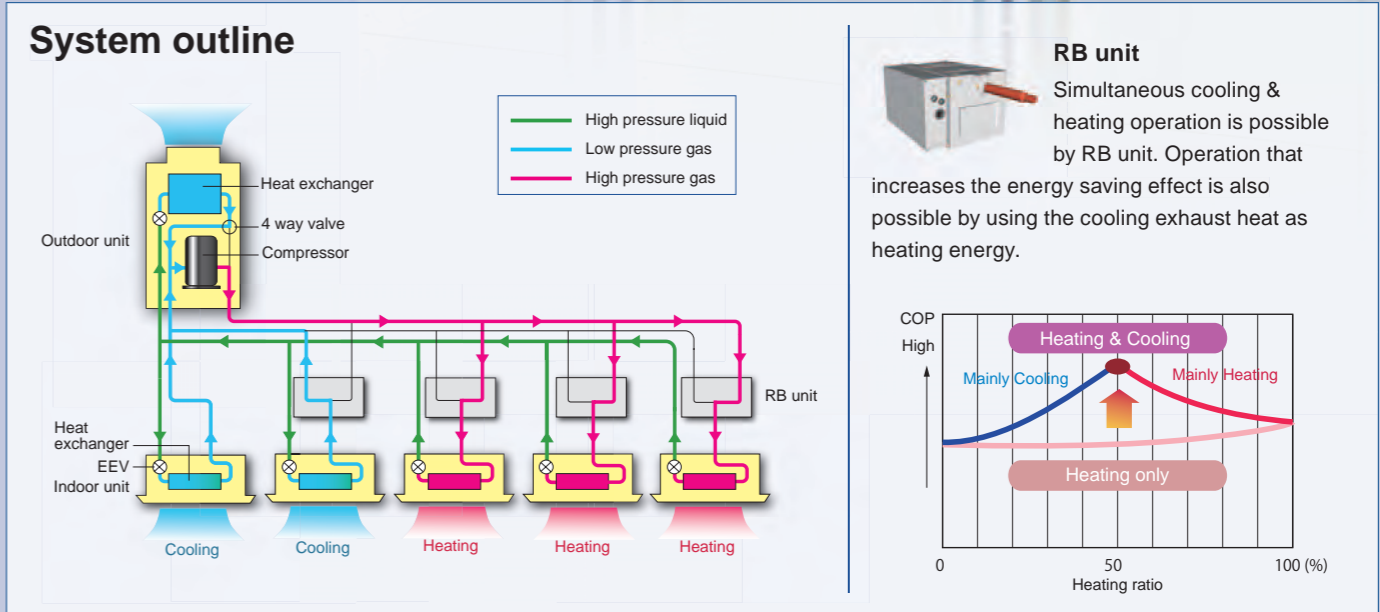 System outline
High pressure liquid
Low pressure gas
High pressure gas
Heat exchanger
4 way valve
Outdoor unit
Compressor
RB unit
Heat
exchanger
EEV
Indoor unit
Cooling
Cooling
Heating
Heating
Heating
RB unit
Simultaneous cooling &
heating operation is possible
by RB unit. Operation that
increases the energy saving effect is also
possible by using the cooling exhaust heat as
heating energy.
COP
High
Heating & Cooling
Mainly Cooling
Mainly Heating
Heating only
0
50
100 (%)
Heating ratio